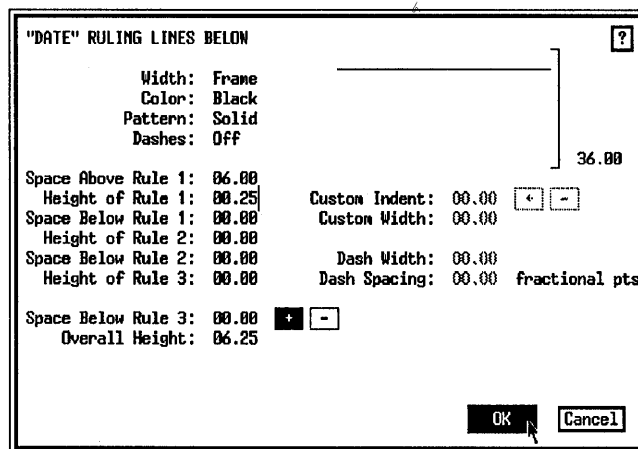 "DATE" RULING LINES BELOW
?
Width: Frame
Color: Black
Pattern: Solid
Dashes: Off
36.00
Space Above Rule 1: 06.00
Height of Rule 1: 00.25
Custom Indent: 00.00
Space Below Rule 1: 00.00
Custom Width: 00.00
Height of Rule 2: 00.00
Space Below Rule 2: 00.00
Dash Width: 00.00
Height of Rule 3: 00.00
Dash Spacing: 00.00 fractional pts
Space Below Rule 3: 00.00 + -
Overall Height: 06.25
OK
Cancel